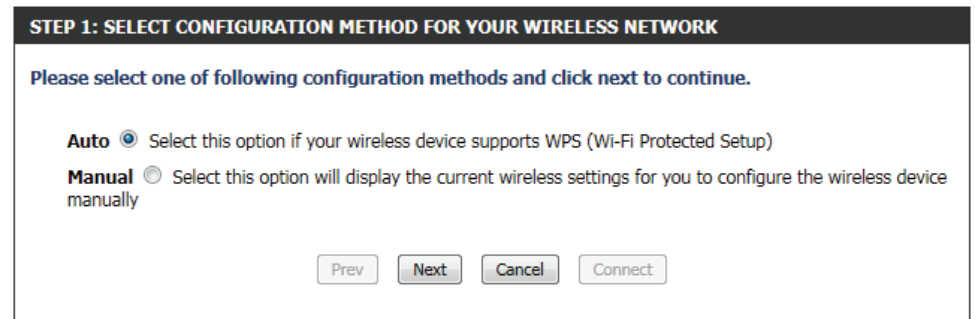 STEP 1: SELECT CONFIGURATION METHOD FOR YOUR WIRELESS NETWORK
Please select one of following configuration methods and click next to continue.
Auto Select this option if your wireless device supports WPS (Wi-Fi Protected Setup)
Manual Select this option will display the current wireless settings for you to configure the wireless device
manually
Prev Next Cancel Connect